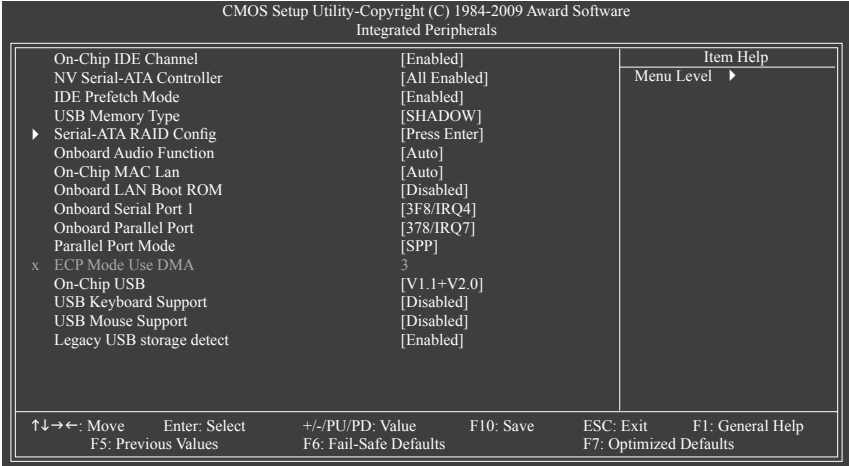 CMOS Setup Utility-Copyright (C) 1984-2009 Award Software
Integrated Peripherals
On-Chip IDE Channel [Enabled] Item Help
NV Serial-ATA Controller [All Enabled] Menu Level ▶
IDE Prefetch Mode [Enabled]
USB Memory Type [SHADOW]
▶ Serial-ATA RAID Config [Press Enter]
Onboard Audio Function [Auto]
On-Chip MAC Lan [Auto]
Onboard LAN Boot ROM [Disabled]
Onboard Serial Port 1 [3F8/IRQ4]
Onboard Parallel Port [378/IRQ7]
Parallel Port Mode [SPP]
x ECP Mode Use DMA 3
On-Chip USB [V1.1+V2.0]
USB Keyboard Support [Disabled]
USB Mouse Support [Disabled]
Legacy USB storage detect [Enabled]
↑↓→←: Move Enter: Select +/-/PU/PD: Value F10: Save ESC: Exit F1: General Help
F5: Previous Values F6: Fail-Safe Defaults F7: Optimized Defaults